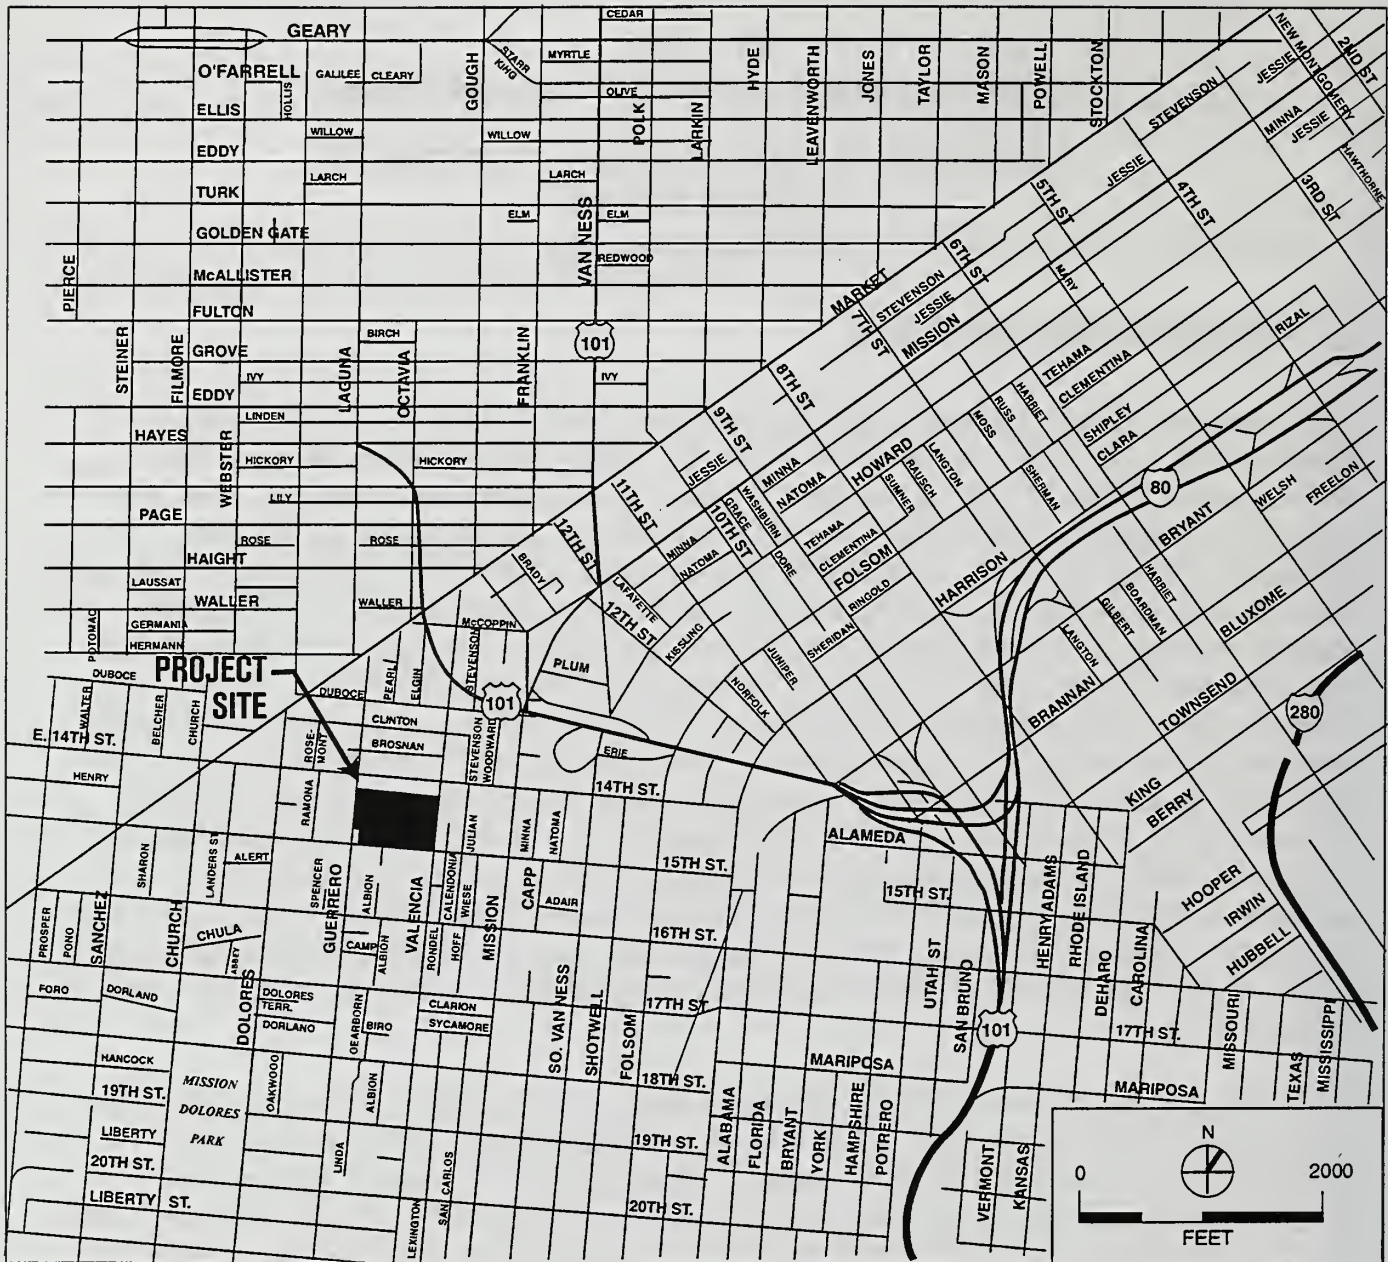 CEDAR
GEARY
STARR KING
MYRTLE
O'FARRELL
GALILEE
CLEARY
HOLLIS
GOUGH
OLIVE
POLK
LARKIN
HYDE
LEAVENWORTH
JONES
TAYLOR
MASON
POWELL
STOCKTON
NEW MONTGOMERY
2ND ST
JESSIE
STEVENSON
MINNA
JESSIE
HAWTHORNE
ELLIS
WILLOW
WILLOW
EDDY
LARCH
LARCH
TURK
ELM
ELM
GOLDEN GATE
VAN NESS
REDWOOD
JESSIE
5TH ST
4TH ST
3RD ST
McALLISTER
PIERCE
FULTON
6TH ST
MARY
MARKET
STEVENSON
JESSIE
7TH ST
MISSION
RIZAL
STEINER
FILMORE
GROVE
BIRCH
LAGUNA
OCTAVIA
FRANKLIN
101
IVY
IVY
EDDY
LINDEN
HAYES
WEBSTER
HICKORY
HICKORY
LILY
PAGE
ROSE
ROSE
HAIGHT
LAUSSAT
WALLER
WALLER
GERMANIA
HERMANN
POTOMAC
8TH ST
9TH ST
TEHAMA
CLEMENTINA
HARRIET
RUSS
MOSS
SHIPLEY
CLARA
JESSIE
MINNA
NATOMA
HOWARD
LANGTON
RAUSCH
SUMNER
SHERMAN
80
11TH ST
WASHBURN
GRACE
10TH ST
12TH ST
MINNA
NATOMA
DORE
TEHAMA
CLEMENTINA
FOLSOM
RINGOLD
HARRISON
BRYANT
WELSH
FREELON
BRADY
LAFAYETTE
12TH ST
KISSLING
JUNIPER
SHERIDAN
NORFOLK
HARRIET
BOARDMAN
GILBERT
LANGTON
BLUXOME
BRANNAN
TOWNSEND
280
KING
BERRY
McCOPPIN
STEVENSON
PLUM
PEARL
ELGIN
101
DUBOCE
PROJECT
SITE
DUBOCE
WALTER
BELCHER
CHURCH
CLINTON
ROSE-
MONT
BROSNAN
STEVENSON
WOODWARD
ERIE
E. 14TH ST.
14TH ST.
HENRY
RAMONA
JULIAN
MINNA
NATOMA
ALAMEDA
SHARON
LANDERS ST
ALERT
15TH ST.
15TH ST.
SPENCER
GUERRERO
ALBION
VALENCIA
CALENDONIA
WIESE
MISSION
CAPP
ADAIR
HENRY ADAMS
RHODE ISLAND
HOOPER
IRWIN
HUBBELL
PROSPER
PONO
SANCHEZ
CHURCH
CHULA
ABBEY
CAMP
ALBION
RONDEL
HOFF
16TH ST.
UTAH ST
SAN BRUNO
DEHARO
CAROLINA
FORO
DORLAND
DOLORES
DOLORES
TERR.
DORLANO
DEARBORN
BIRO
CLARION
SYCAMORE
SO. VAN NESS
SHOTWELL
FOLSOM
17TH ST
101
17TH ST.
MISSOURI
TEXAS
MISSISSIPPI
HANCOCK
19TH ST.
MISSION
DOLORES
PARK
OAKWOOD
ALBION
18TH ST.
MARIPOSA
MARIPOSA
LIBERTY
20TH ST.
LIBERTY ST.
LINDA
LEXINGTON
SAN CARLOS
19TH ST.
20TH ST.
ALABAMA
FLORIDA
BRYANT
YORK
HAMPSHIRE
POTRERO
VERMONT
KANSAS
N
0
2000
FEET